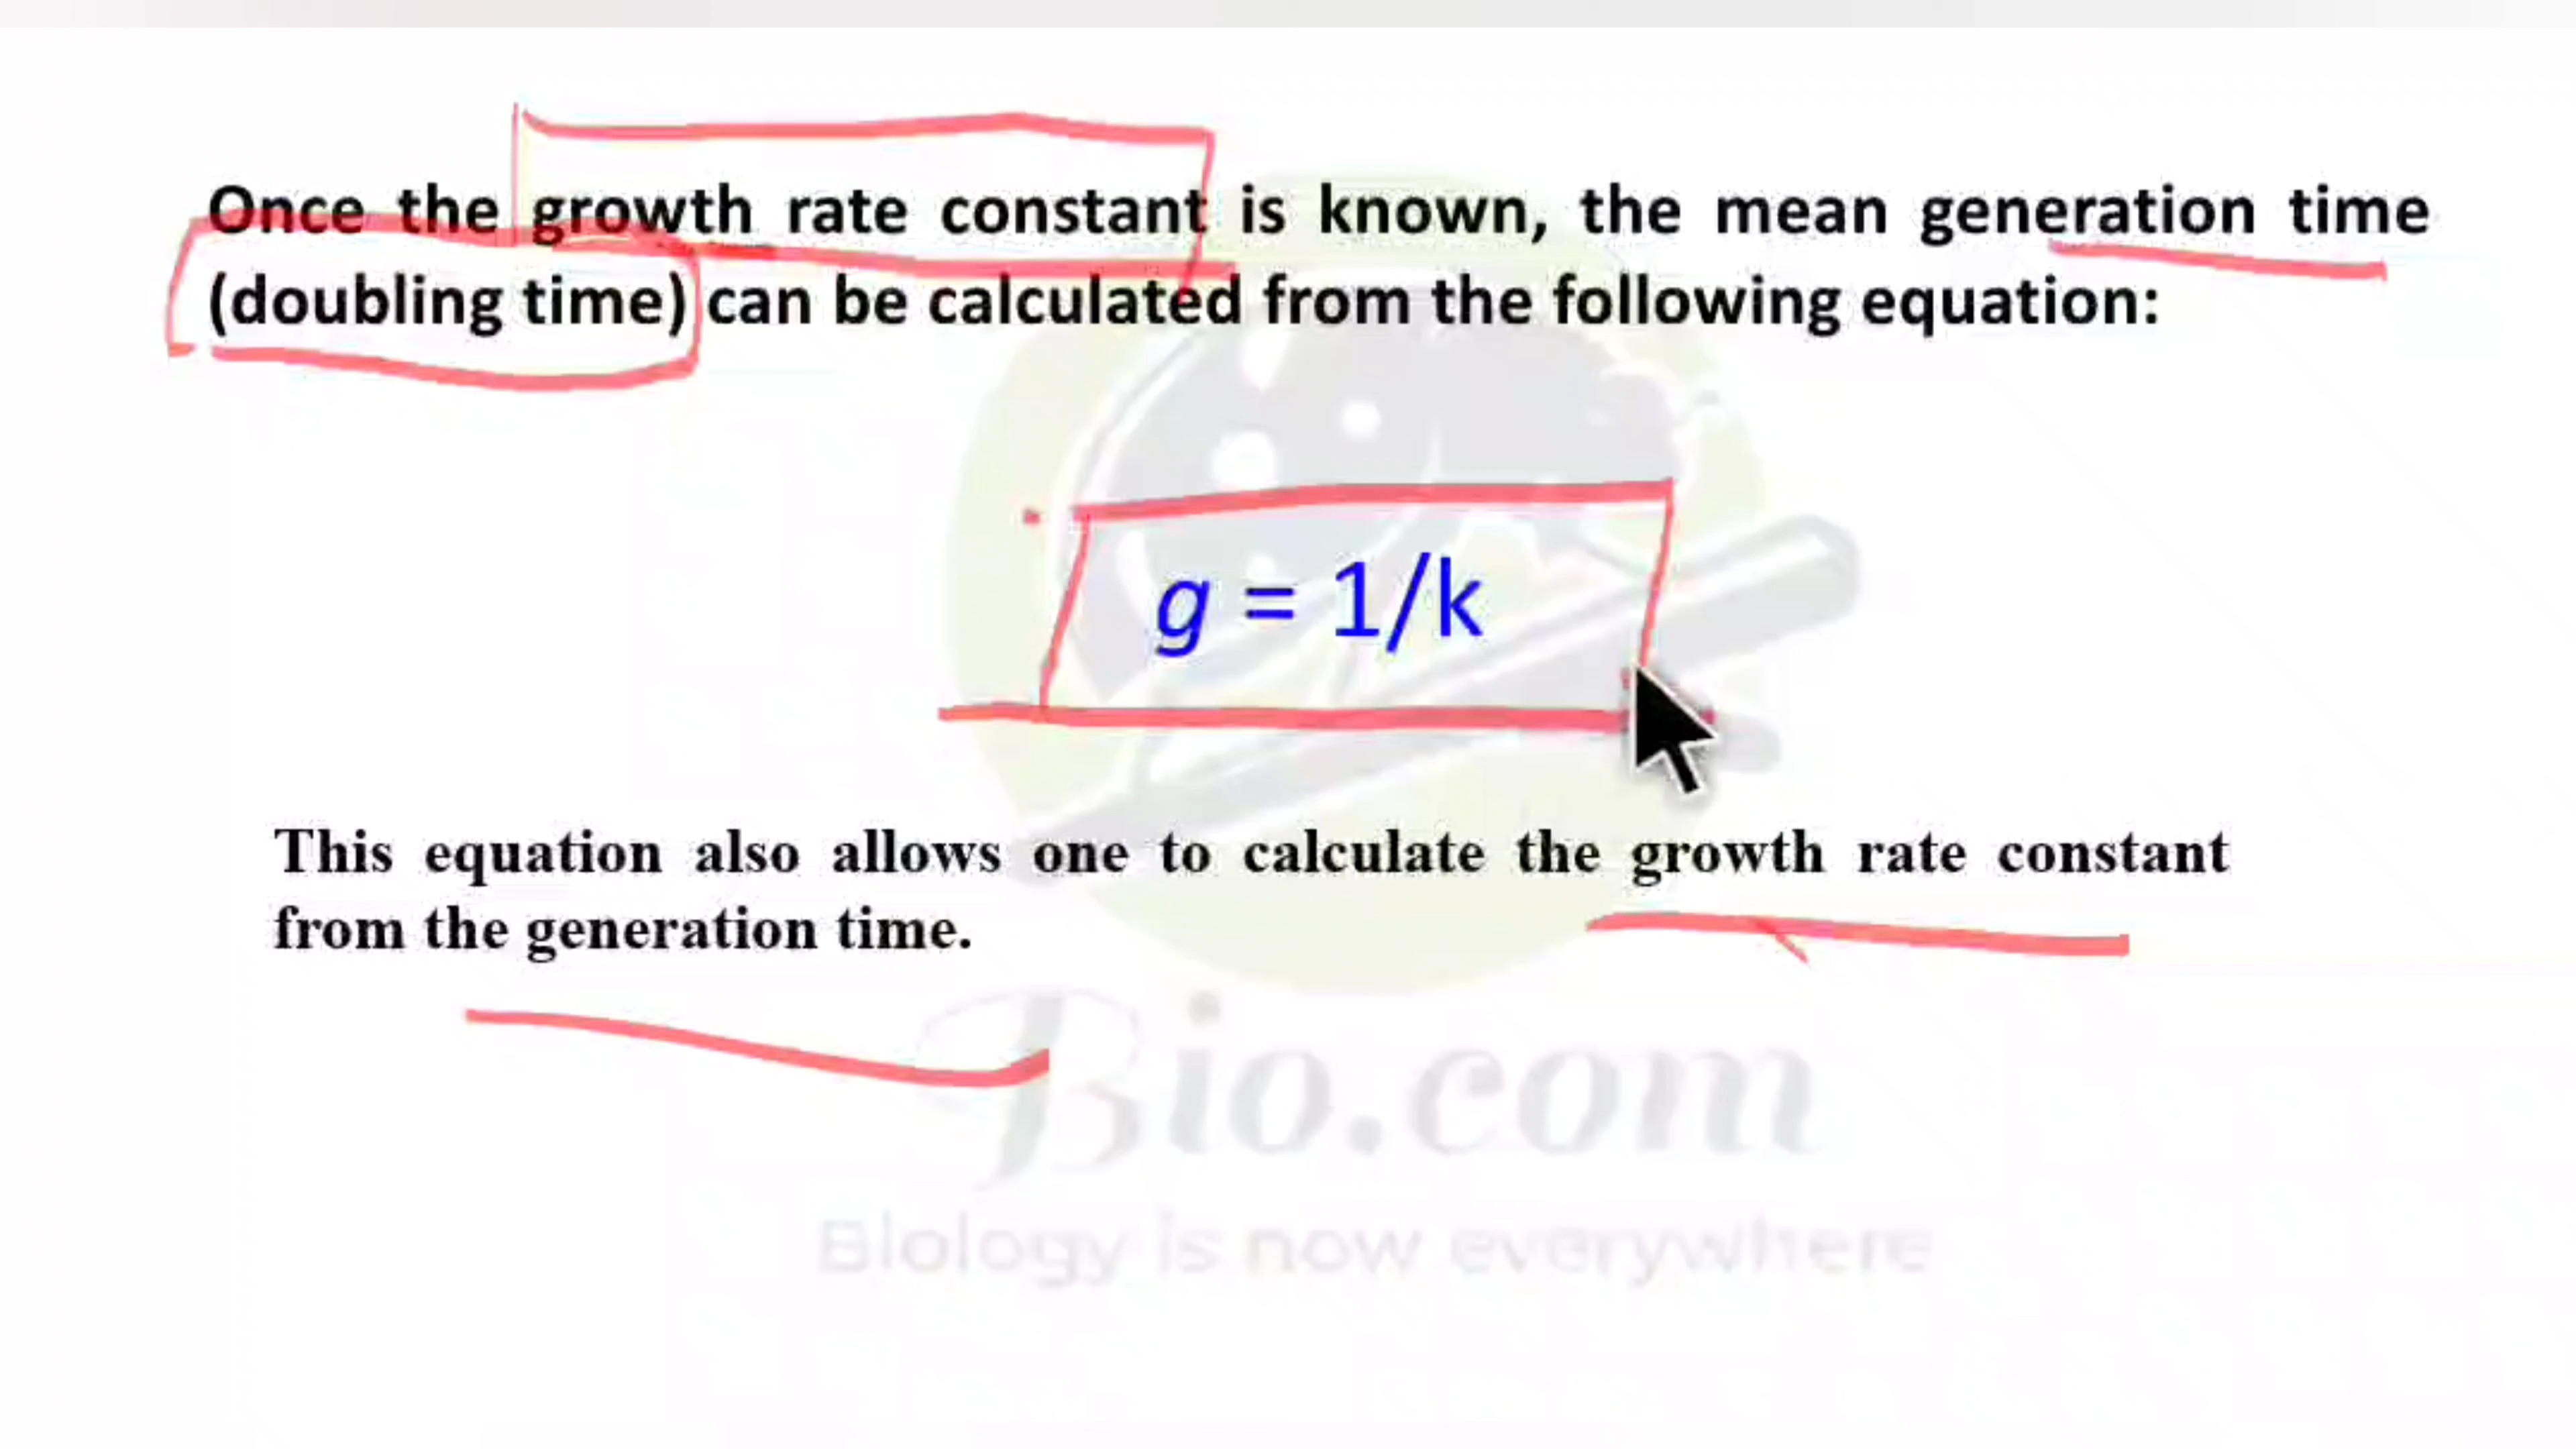 Once the growth rate constant is known, the mean generation time
(doubling time) can be calculated from the following equation:
g = 1/k
This equation also allows one to calculate the growth rate constant
from the generation time.
Bio.com
Biology is now everywhere